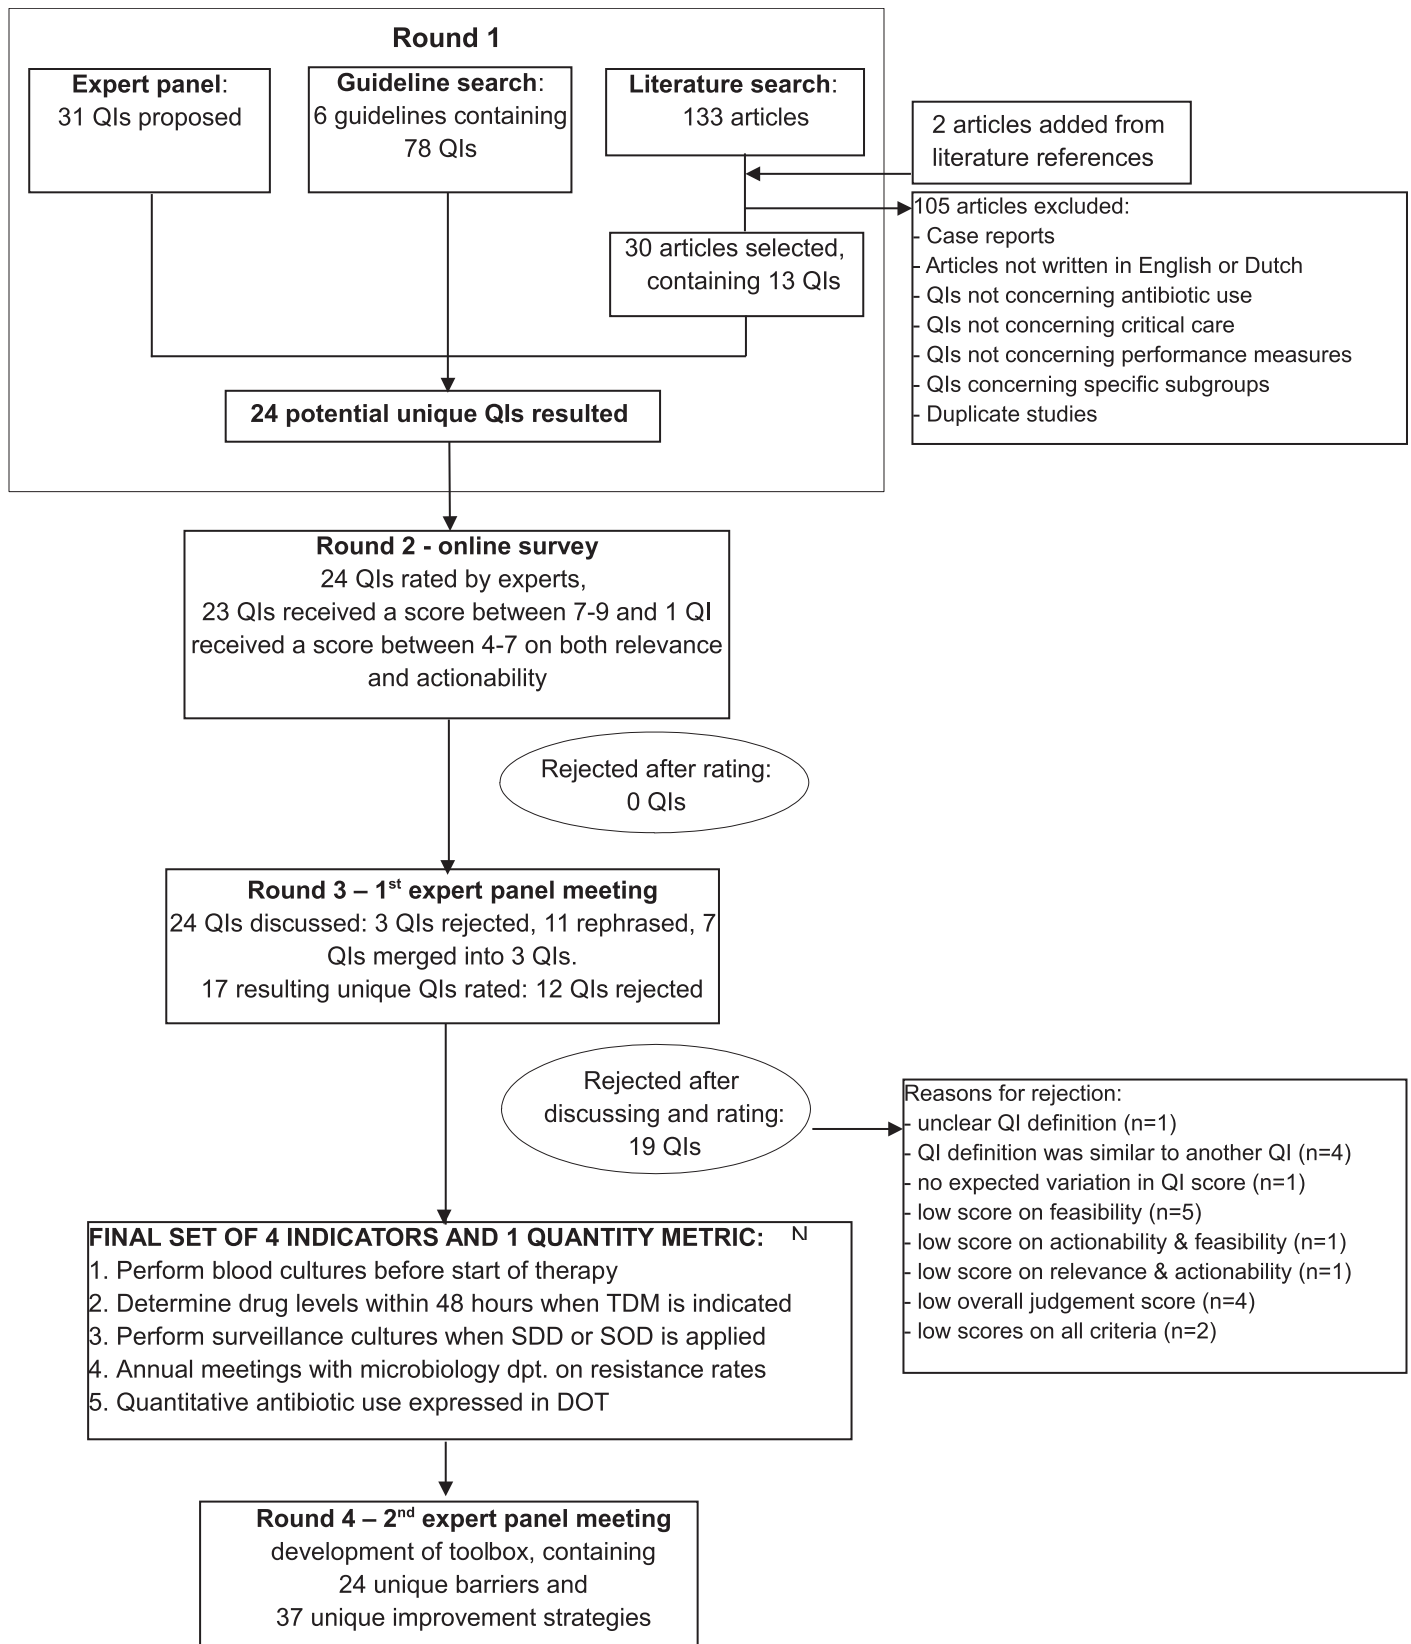 Round 1
Expert panel:
31 QIs proposed
Guideline search:
6 guidelines containing
78 QIs
Literature search:
133 articles
2 articles added from
literature references
105 articles excluded:
- Case reports
- Articles not written in English or Dutch
- QIs not concerning antibiotic use
- QIs not concerning critical care
- QIs not concerning performance measures
- QIs concerning specific subgroups
- Duplicate studies
30 articles selected,
containing 13 QIs
24 potential unique QIs resulted
Round 2 - online survey
24 QIs rated by experts,
23 QIs received a score between 7-9 and 1 QI
received a score between 4-7 on both relevance
and actionability
Rejected after rating:
0 QIs
Round 3 – 1st expert panel meeting
24 QIs discussed: 3 QIs rejected, 11 rephrased, 7
QIs merged into 3 QIs.
17 resulting unique QIs rated: 12 QIs rejected
Rejected after
discussing and rating:
19 QIs
Reasons for rejection:
- unclear QI definition (n=1)
- QI definition was similar to another QI (n=4)
- no expected variation in QI score (n=1)
- low score on feasibility (n=5)
- low score on actionability & feasibility (n=1)
- low score on relevance & actionability (n=1)
- low overall judgement score (n=4)
- low scores on all criteria (n=2)
FINAL SET OF 4 INDICATORS AND 1 QUANTITY METRIC: N
1. Perform blood cultures before start of therapy
2. Determine drug levels within 48 hours when TDM is indicated
3. Perform surveillance cultures when SDD or SOD is applied
4. Annual meetings with microbiology dpt. on resistance rates
5. Quantitative antibiotic use expressed in DOT
Round 4 – 2nd expert panel meeting
development of toolbox, containing
24 unique barriers and
37 unique improvement strategies